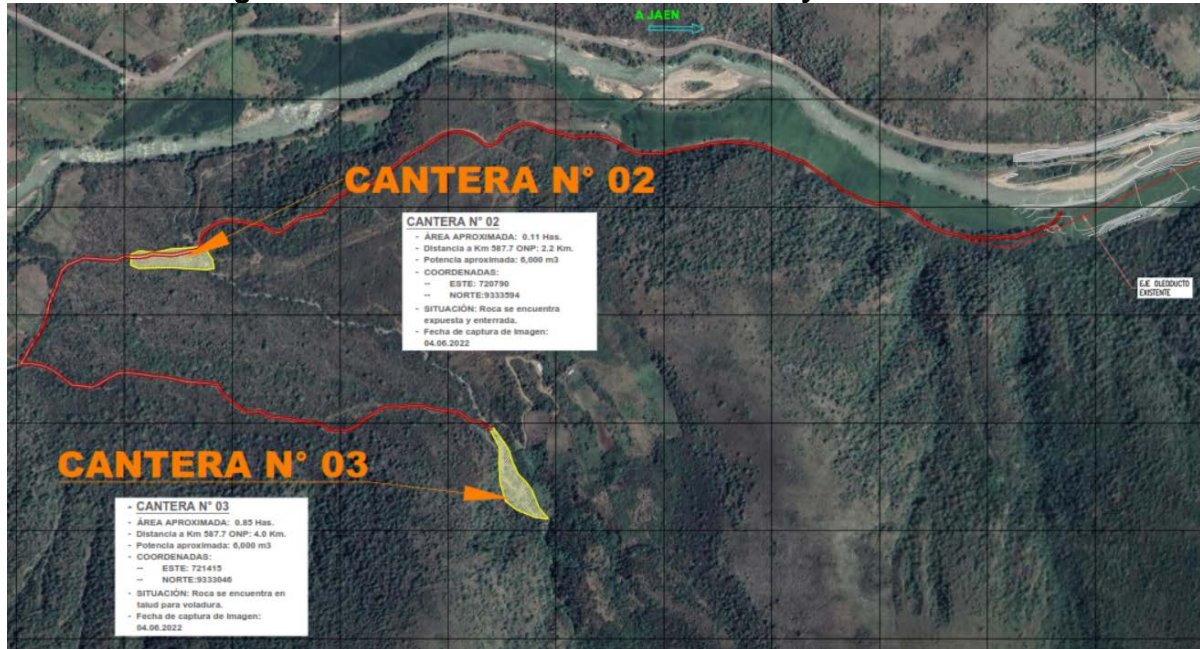 A JAEN
CANTERA N° 02
CANTERA N° 02
- ÁREA APROXIMADA: 0.11 Has.
- Distancia a Km 587.7 ONP: 2.2 Km.
- Potencia aproximada: 6,000 m3
- COORDENADAS:
-- ESTE: 720790
-- NORTE:9333594
- SITUACIÓN: Roca se encuentra
expuesta y enterrada.
- Fecha de captura de Imagen:
04.06.2022
EJE OLEODUCTO
EXISTENTE
CANTERA N° 03
- CANTERA N° 03
- ÁREA APROXIMADA: 0.85 Has.
- Distancia a Km 587.7 ONP: 4.0 Km.
- Potencia aproximada: 6,000 m3
- COORDENADAS:
-- ESTE: 721415
-- NORTE:9333046
- SITUACIÓN: Roca se encuentra en
talud para voladura.
- Fecha de captura de Imagen:
04.06.2022